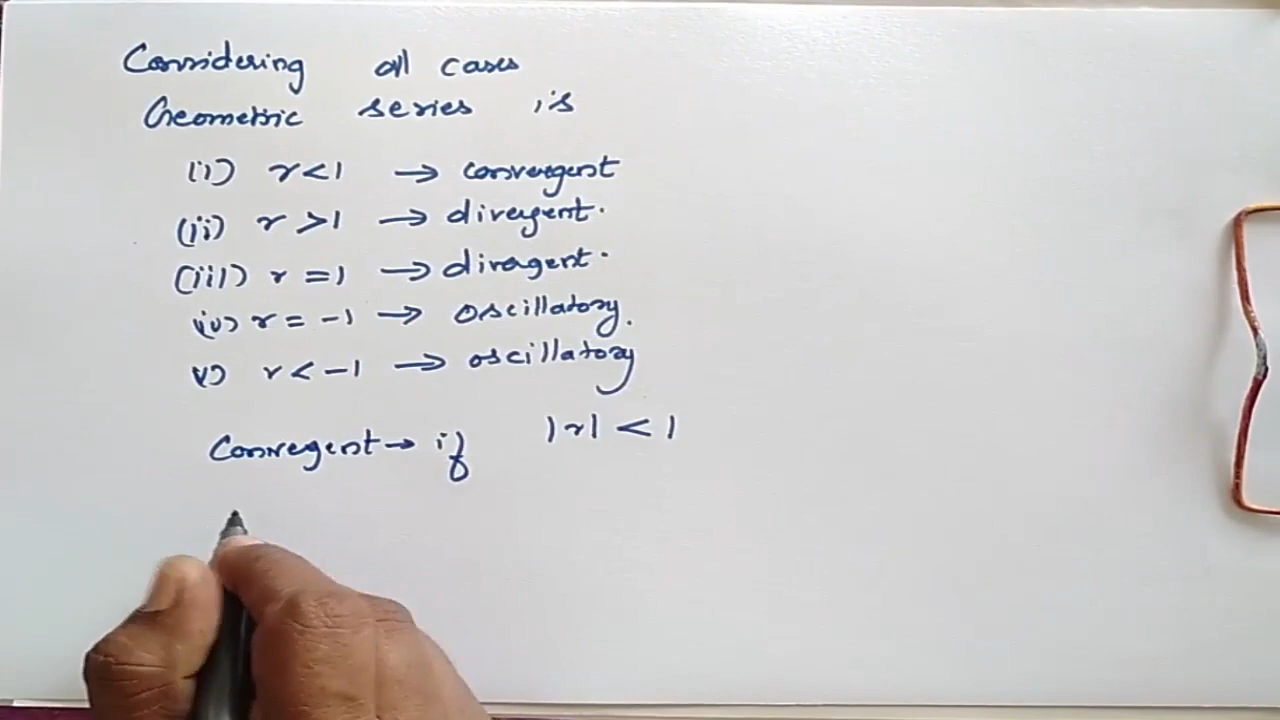 Considering all cases
Geometric series is
(i) r < 1 → convergent
(ii) r > 1 → divergent.
(iii) r = 1 → divergent.
(iv) r = -1 → oscillatory.
v) r < -1 → oscillatory
Convergent → if |r| < 1